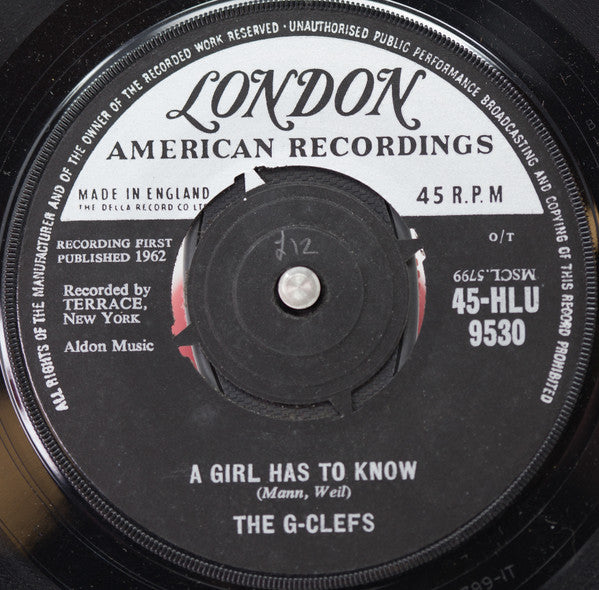 ALL RIGHTS OF THE MANUFACTURER AND OF THE OWNER OF THE RECORDED WORK RESERVED · UNAUTHORISED PUBLIC PERFORMANCE BROADCASTING AND COPYING OF THIS RECORD PROHIBITED
LONDON
AMERICAN RECORDINGS
MADE IN ENGLAND
THE DECCA RECORD CO LT
45 R.P.M
RECORDING FIRST
PUBLISHED 1962
Recorded by
TERRACE,
New York
Aldon Music
£12
O/T
MSCL.5799
45-HLU
9530
A GIRL HAS TO KNOW
(Mann, Weil)
THE G-CLEFS